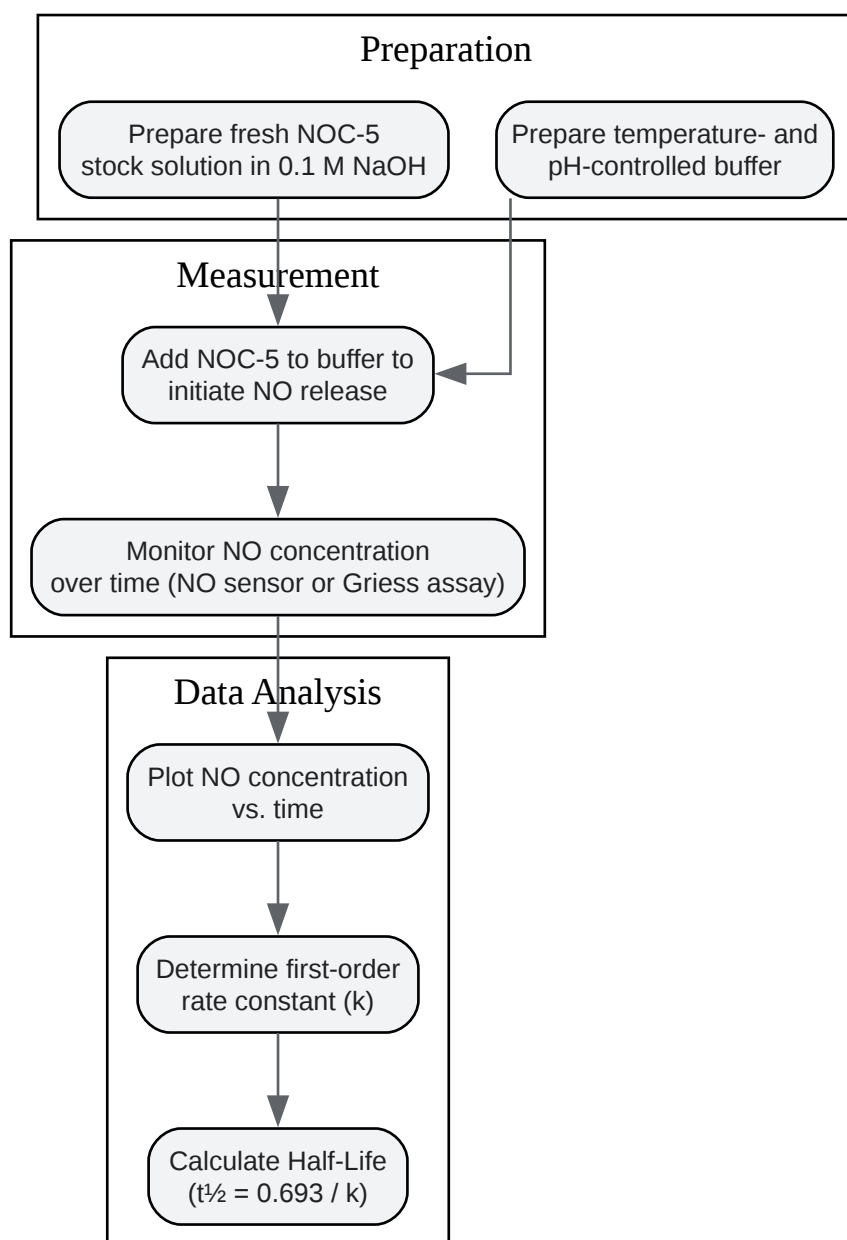 Preparation
Prepare fresh NOC-5
stock solution in 0.1 M NaOH
Prepare temperature- and
pH-controlled buffer
Measurement
Add NOC-5 to buffer to
initiate NO release
Monitor NO concentration
over time (NO sensor or Griess assay)
Data Analysis
Plot NO concentration
vs. time
Determine first-order
rate constant (k)
Calculate Half-Life
(t½ = 0.693 / k)